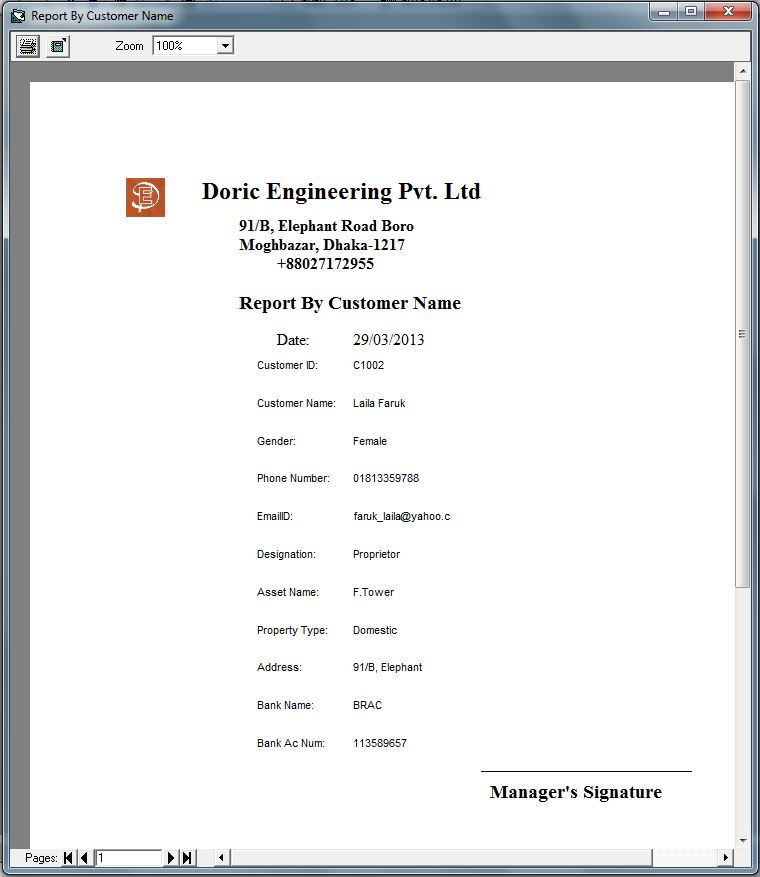 Report By Customer Name
Zoom 100%
Doric Engineering Pvt. Ltd
91/B, Elephant Road Boro
Moghbazar, Dhaka-1217
+88027172955
Report By Customer Name
Date: 29/03/2013
Customer ID: C1002
Customer Name: Laila Faruk
Gender: Female
Phone Number: 01813359788
EmailID: faruk_laila@yahoo.c
Designation: Proprietor
Asset Name: F.Tower
Property Type: Domestic
Address: 91/B, Elephant
Bank Name: BRAC
Bank Ac Num: 113589657
Manager's Signature
Pages: 1